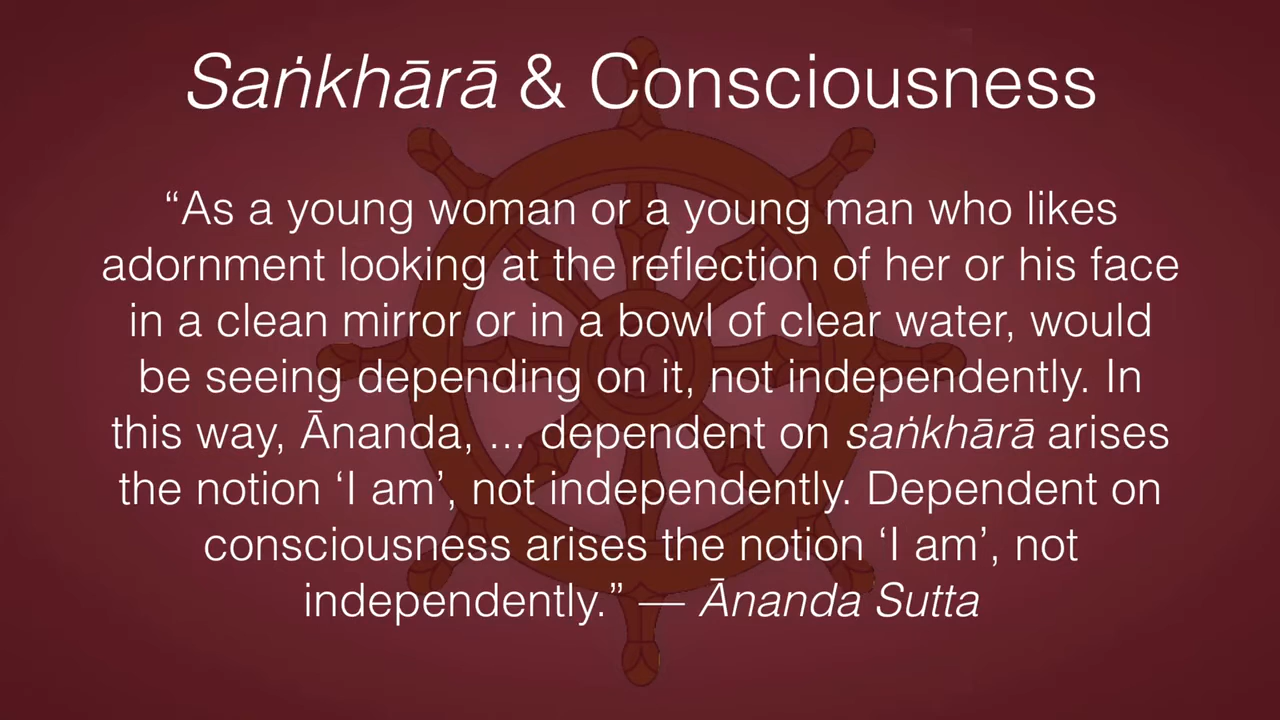 Saṅkhārā & Consciousness
“As a young woman or a young man who likes
adornment looking at the reflection of her or his face
in a clean mirror or in a bowl of clear water, would
be seeing depending on it, not independently. In
this way, Ānanda, ... dependent on saṅkhārā arises
the notion ‘I am’, not independently. Dependent on
consciousness arises the notion ‘I am’, not
independently.” — Ānanda Sutta